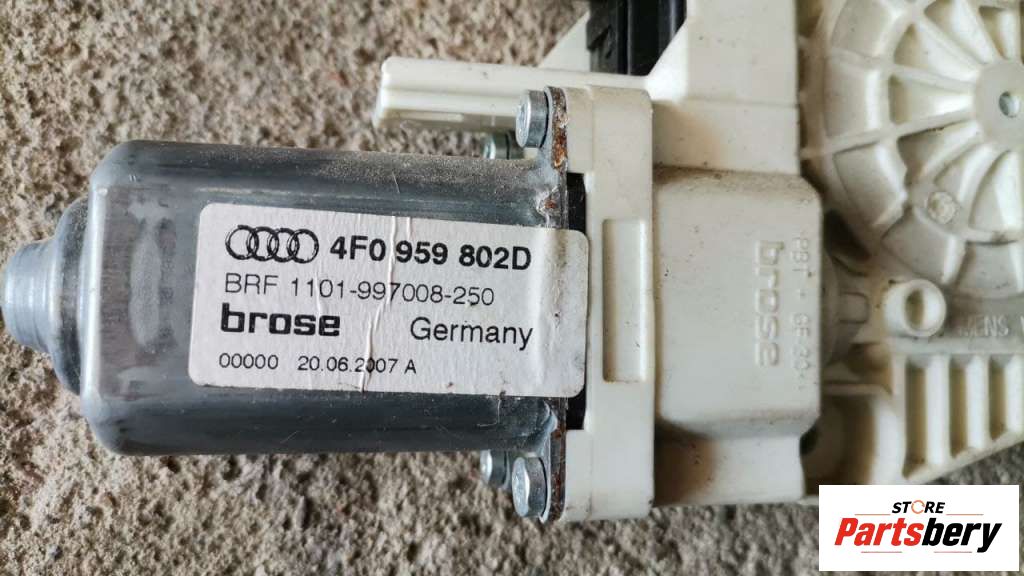 4F0 959 802D
BRF 1101-997008-250
brose Germany
00000 20.06.2007 A
brose
STORE
Partsbery